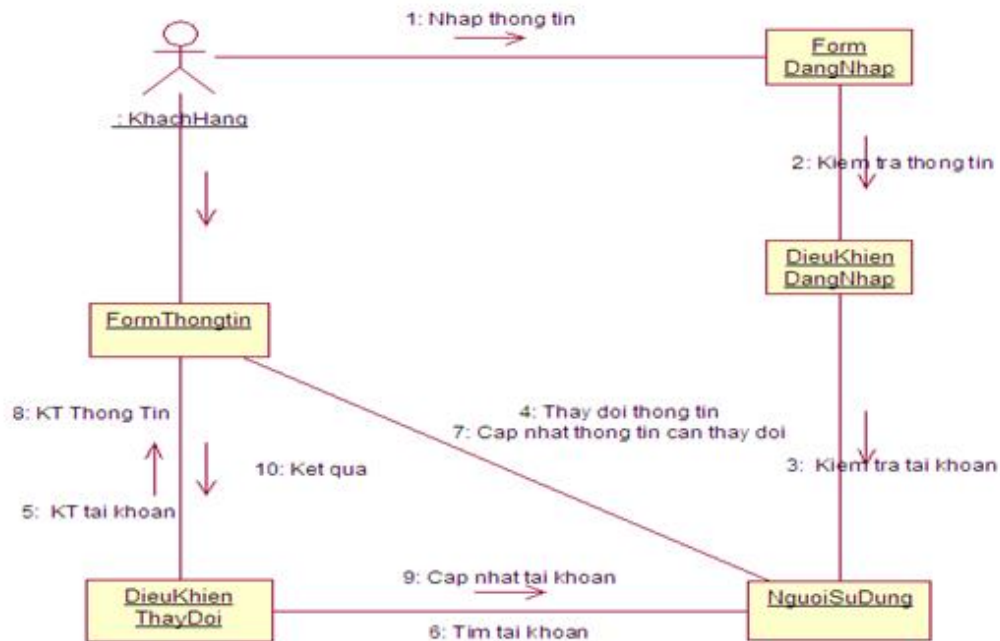 1: Nhap thong tin
Form
DangNhap
: KhachHang
2: Kiem tra thong tin
DieuKhien
DangNhap
FormThongtin
8: KT Thong Tin
4: Thay doi thong tin
7: Cap nhat thong tin can thay doi
10: Ket qua
3: Kiem tra tai khoan
5: KT tai khoan
9: Cap nhat tai khoan
DieuKhien
ThayDoi
NguoiSuDung
6: Tim tai khoan